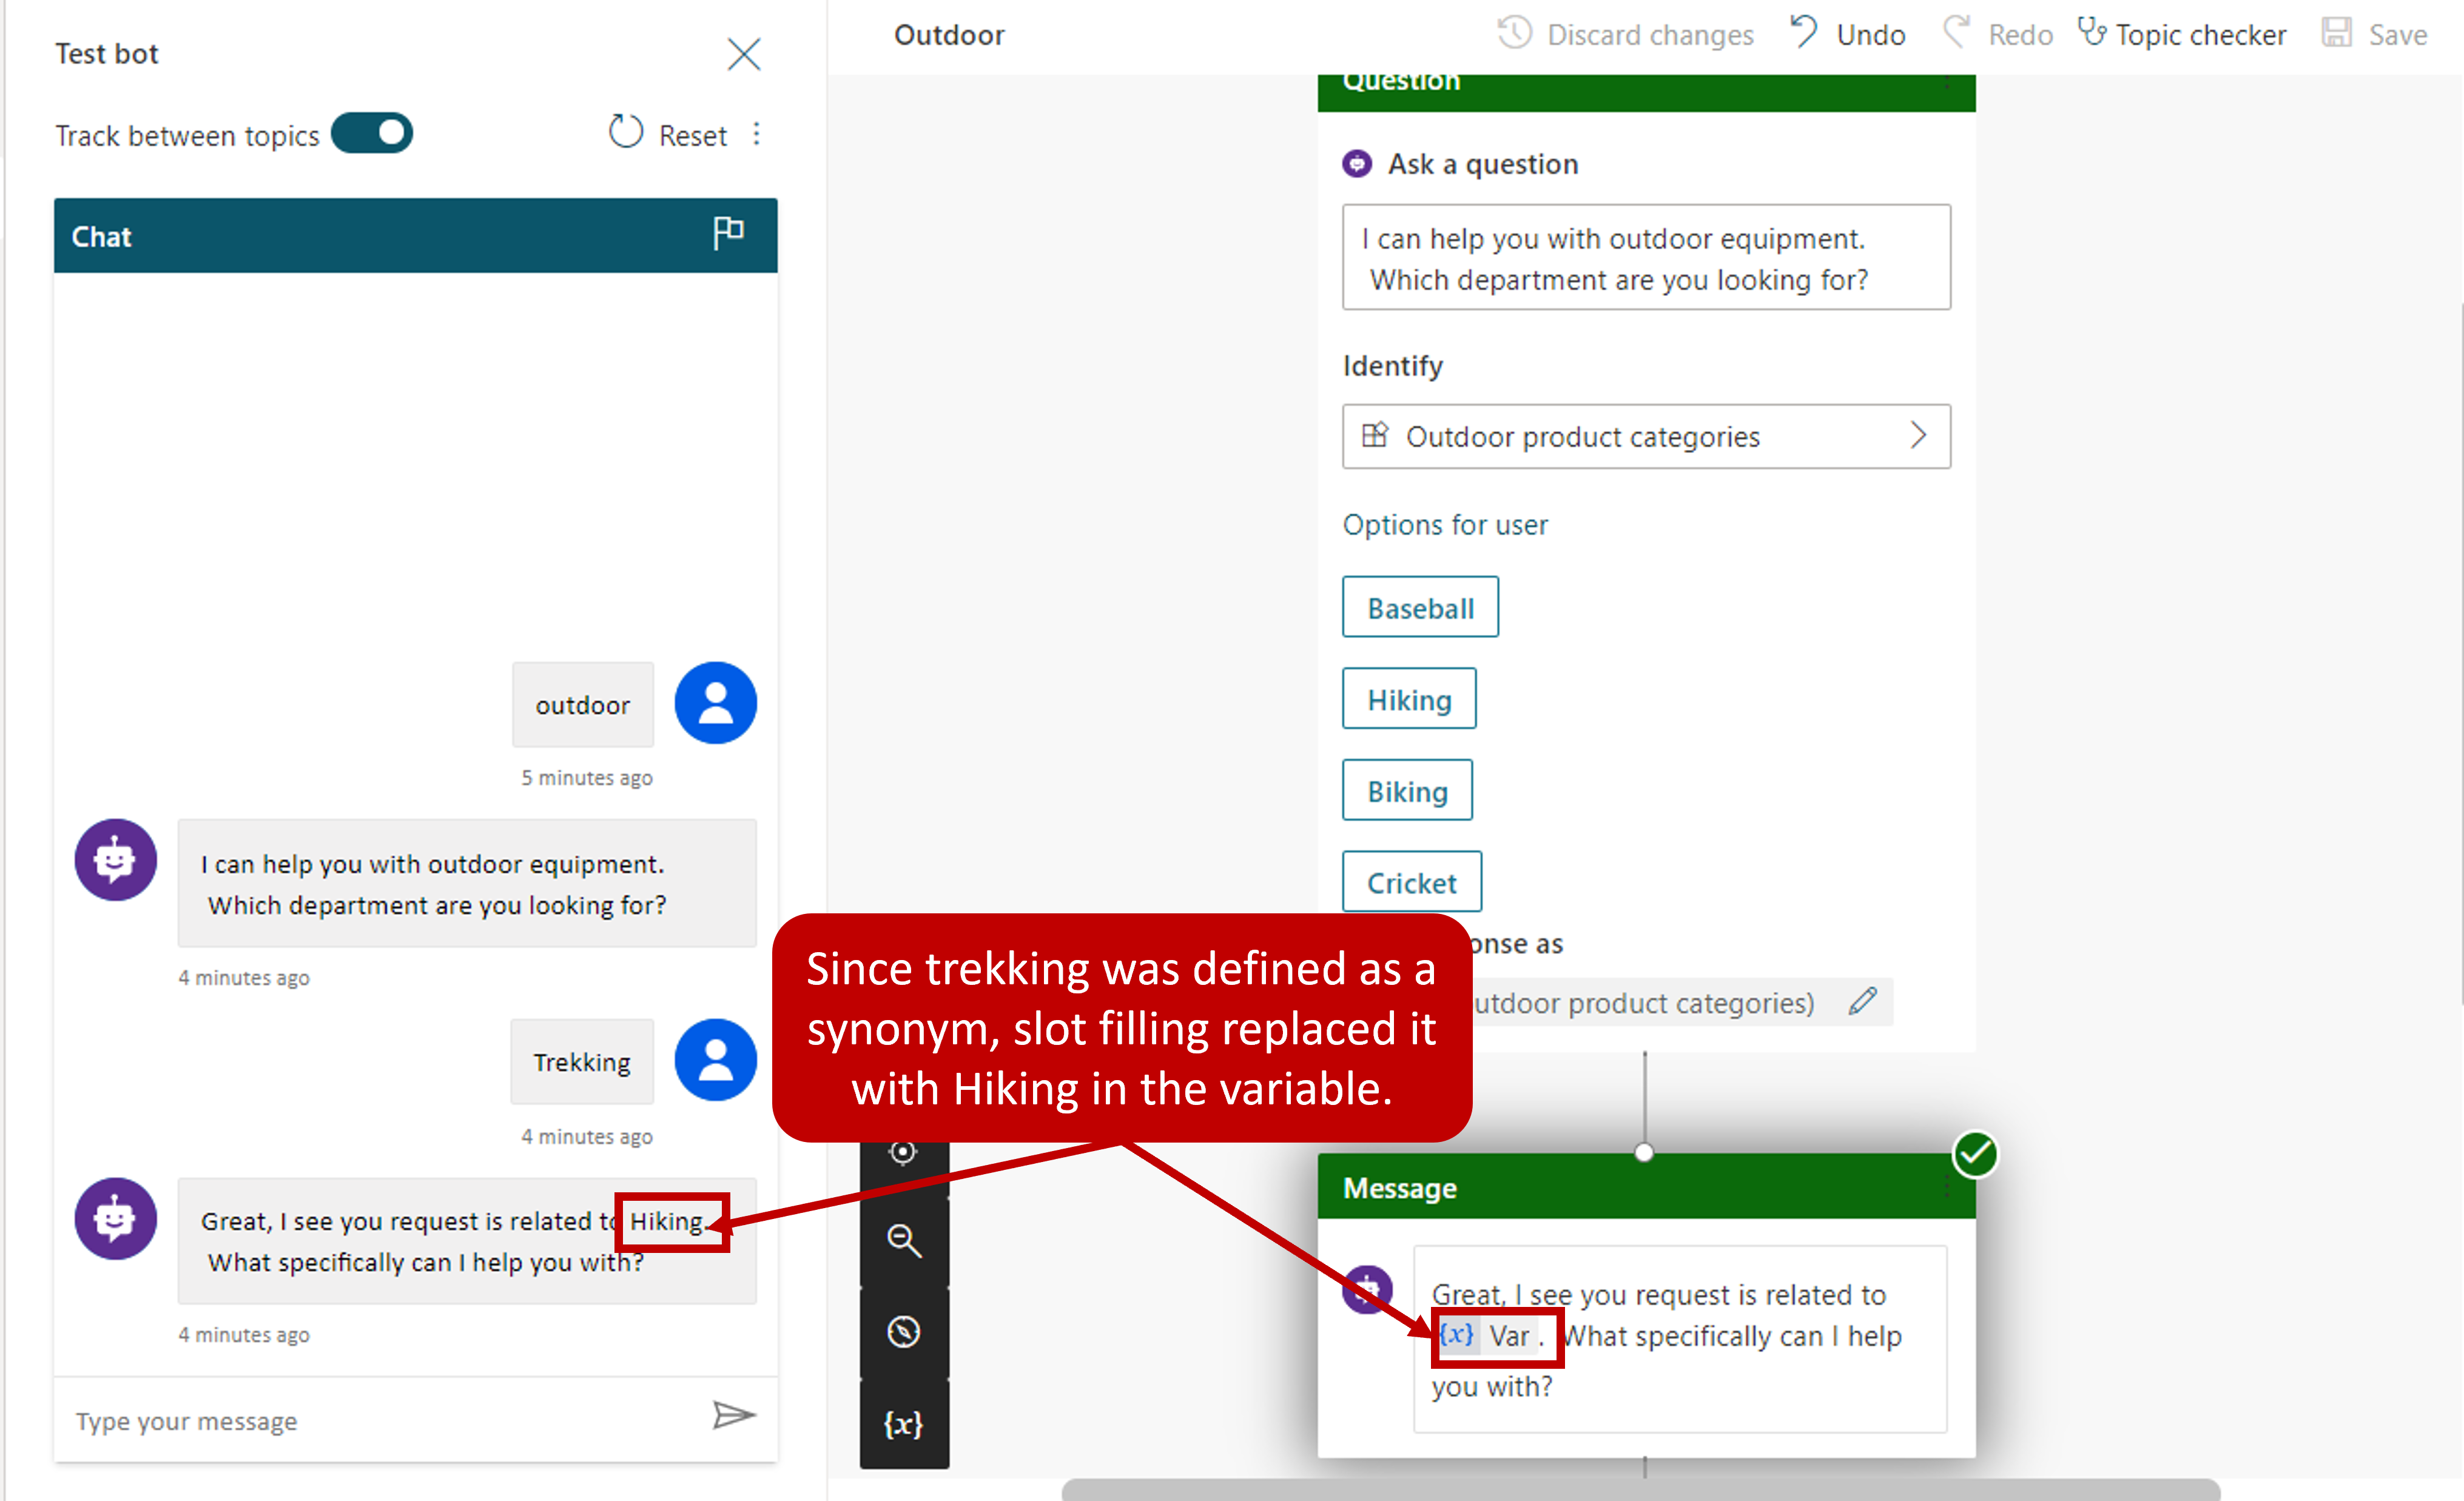 Test bot
Track between topics
Reset
Chat
outdoor
5 minutes ago
I can help you with outdoor equipment.
Which department are you looking for?
4 minutes ago
Trekking
4 minutes ago
Great, I see you request is related to Hiking.
What specifically can I help you with?
4 minutes ago
Type your message
Outdoor
Discard changes
Undo
Redo
Topic checker
Save
Question
Ask a question
I can help you with outdoor equipment.
Which department are you looking for?
Identify
Outdoor product categories
Options for user
Baseball
Hiking
Biking
Cricket
onse as
utdoor product categories)
Since trekking was defined as a
synonym, slot filling replaced it
with Hiking in the variable.
{x}
Message
Great, I see you request is related to
{x} Var . What specifically can I help
you with?